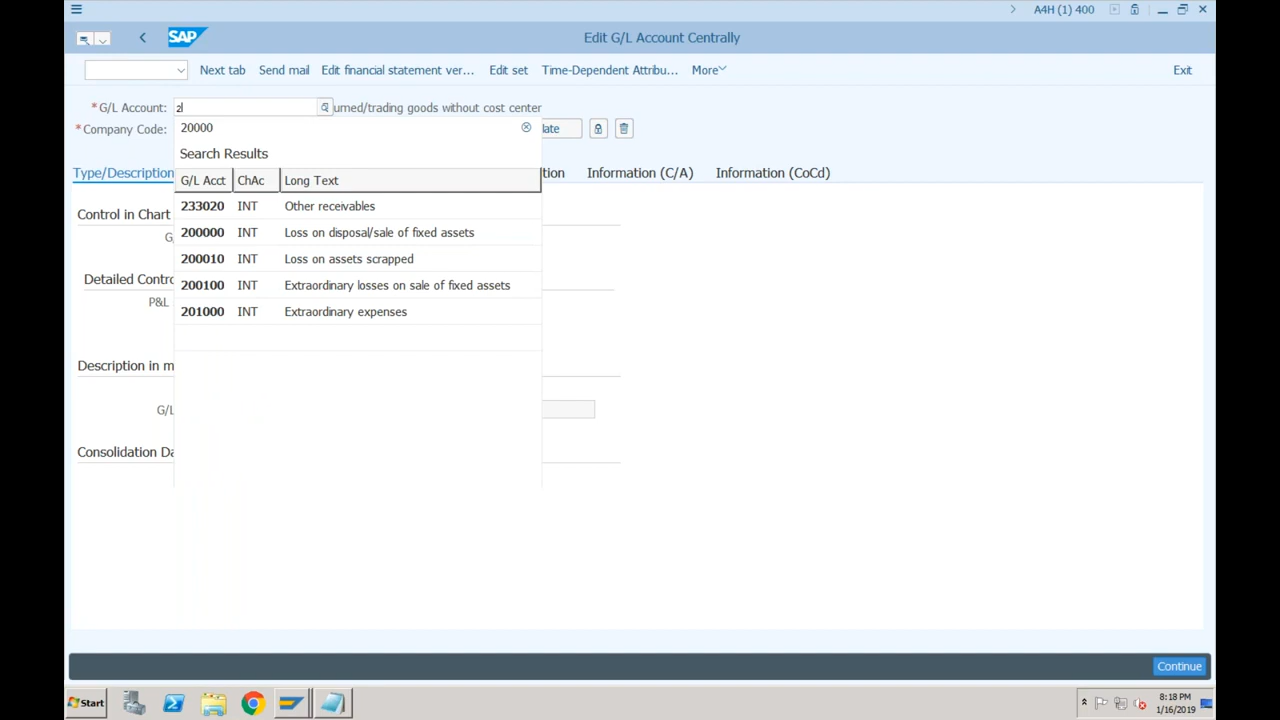 A4H (1) 400
SAP
Edit G/L Account Centrally
Next tab Send mail Edit financial statement ver... Edit set Time-Dependent Attribu... More Exit
*G/L Account: 2 umed/trading goods without cost center
*Company Code: 20000 late
Search Results
Type/Description G/L Acct ChAc Long Text tion Information (C/A) Information (CoCd)
233020 INT Other receivables
Control in Chart
200000 INT Loss on disposal/sale of fixed assets
G/
200010 INT Loss on assets scrapped
Detailed Contro
200100 INT Extraordinary losses on sale of fixed assets
P&L
201000 INT Extraordinary expenses
Description in m
G/L
Consolidation Da
Continue
Start
8:18 PM
1/16/2019